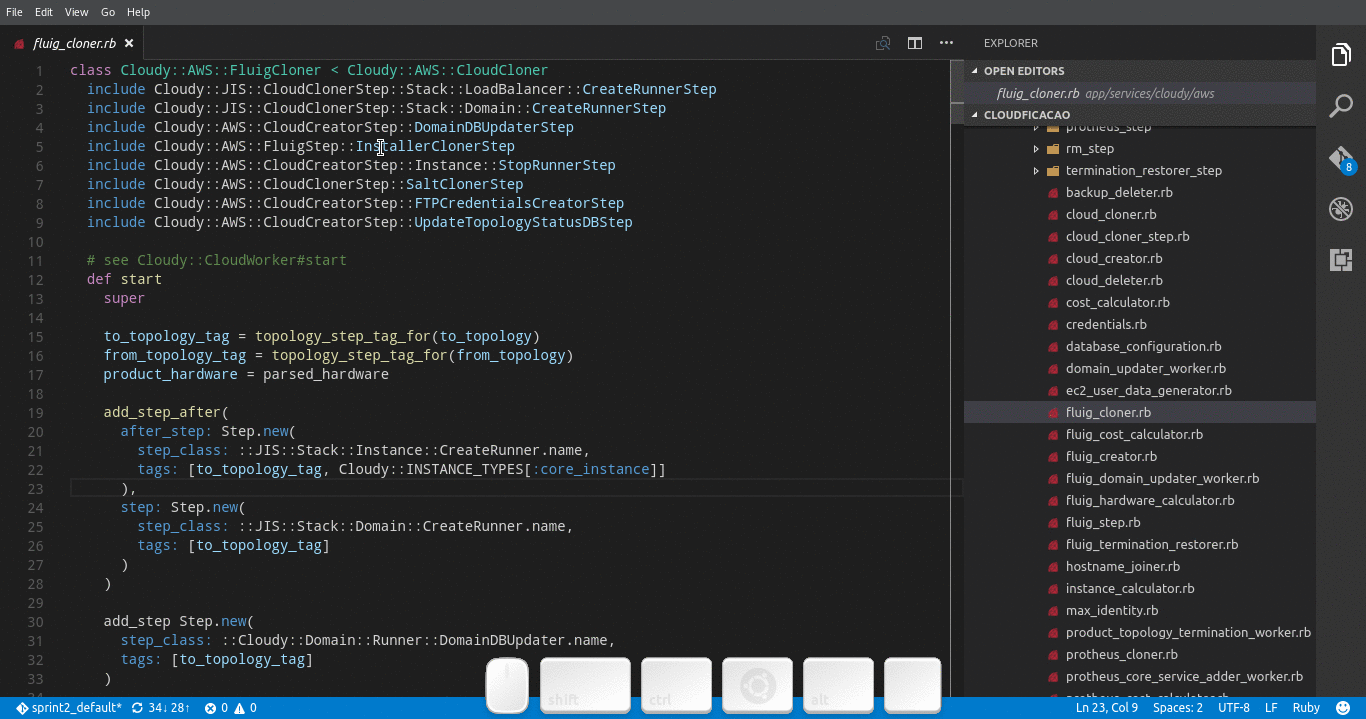 File Edit View Go Help
fluig_cloner.rb ×
EXPLORER
1 class Cloudy::AWS::FluigCloner < Cloudy::AWS::CloudCloner
2 include Cloudy::JIS::CloudClonerStep::Stack::LoadBalancer::CreateRunnerStep
3 include Cloudy::JIS::CloudClonerStep::Stack::Domain::CreateRunnerStep
4 include Cloudy::AWS::CloudCreatorStep::DomainDBUpdaterStep
5 include Cloudy::AWS::FluigStep::InstallerClonerStep
6 include Cloudy::AWS::CloudCreatorStep::Instance::StopRunnerStep
7 include Cloudy::AWS::CloudClonerStep::SaltClonerStep
8 include Cloudy::AWS::CloudCreatorStep::FTPCredentialsCreatorStep
9 include Cloudy::AWS::CloudCreatorStep::UpdateTopologyStatusDBStep
10
11 # see Cloudy::CloudWorker#start
12 def start
13 super
14
15 to_topology_tag = topology_step_tag_for(to_topology)
16 from_topology_tag = topology_step_tag_for(from_topology)
17 product_hardware = parsed_hardware
18
19 add_step_after(
20 after_step: Step.new(
21 step_class: ::JIS::Stack::Instance::CreateRunner.name,
22 tags: [to_topology_tag, Cloudy::INSTANCE_TYPES[:core_instance]]
23 ),
24 step: Step.new(
25 step_class: ::JIS::Stack::Domain::CreateRunner.name,
26 tags: [to_topology_tag]
27 )
28 )
29
30 add_step Step.new(
31 step_class: ::Cloudy::Domain::Runner::DomainDBUpdater.name,
32 tags: [to_topology_tag]
33 )
34
OPEN EDITORS
fluig_cloner.rb app/services/cloudy/aws
CLOUDFICACAO
protheus_step
rm_step
termination_restorer_step
backup_deleter.rb
cloud_cloner.rb
cloud_cloner_step.rb
cloud_creator.rb
cloud_deleter.rb
cost_calculator.rb
credentials.rb
database_configuration.rb
domain_updater_worker.rb
ec2_user_data_generator.rb
fluig_cloner.rb
fluig_cost_calculator.rb
fluig_creator.rb
fluig_domain_updater_worker.rb
fluig_hardware_calculator.rb
fluig_step.rb
fluig_termination_restorer.rb
hostname_joiner.rb
instance_calculator.rb
max_identity.rb
product_topology_termination_worker.rb
protheus_cloner.rb
protheus_core_service_adder_worker.rb
protheus_cost_calculator.rb
8
shift ctrl alt
sprint2_default* 34↓ 28↑ 0 0
Ln 23, Col 9 Spaces: 2 UTF-8 LF Ruby